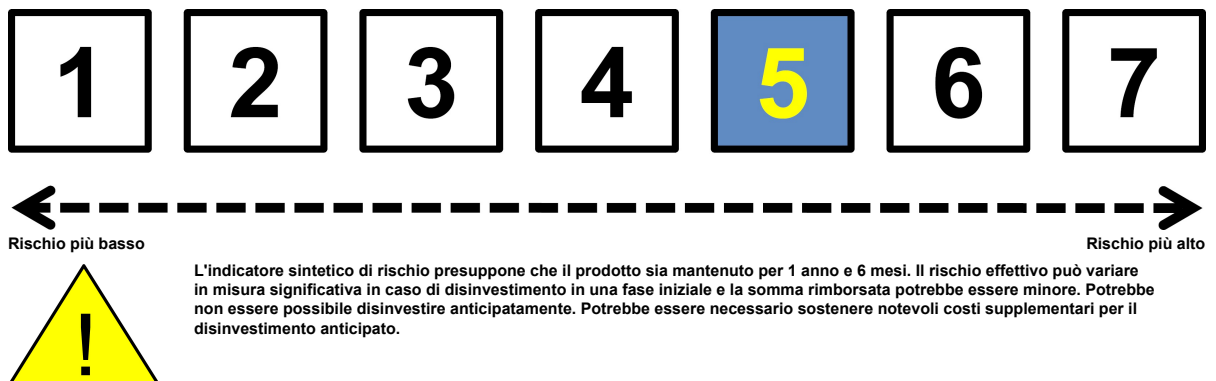 1 2 3 4 5 6 7
Rischio più basso Rischio più alto
L'indicatore sintetico di rischio presuppone che il prodotto sia mantenuto per 1 anno e 6 mesi. Il rischio effettivo può variare
in misura significativa in caso di disinvestimento in una fase iniziale e la somma rimborsata potrebbe essere minore. Potrebbe
non essere possibile disinvestire anticipatamente. Potrebbe essere necessario sostenere notevoli costi supplementari per il
disinvestimento anticipato.
!